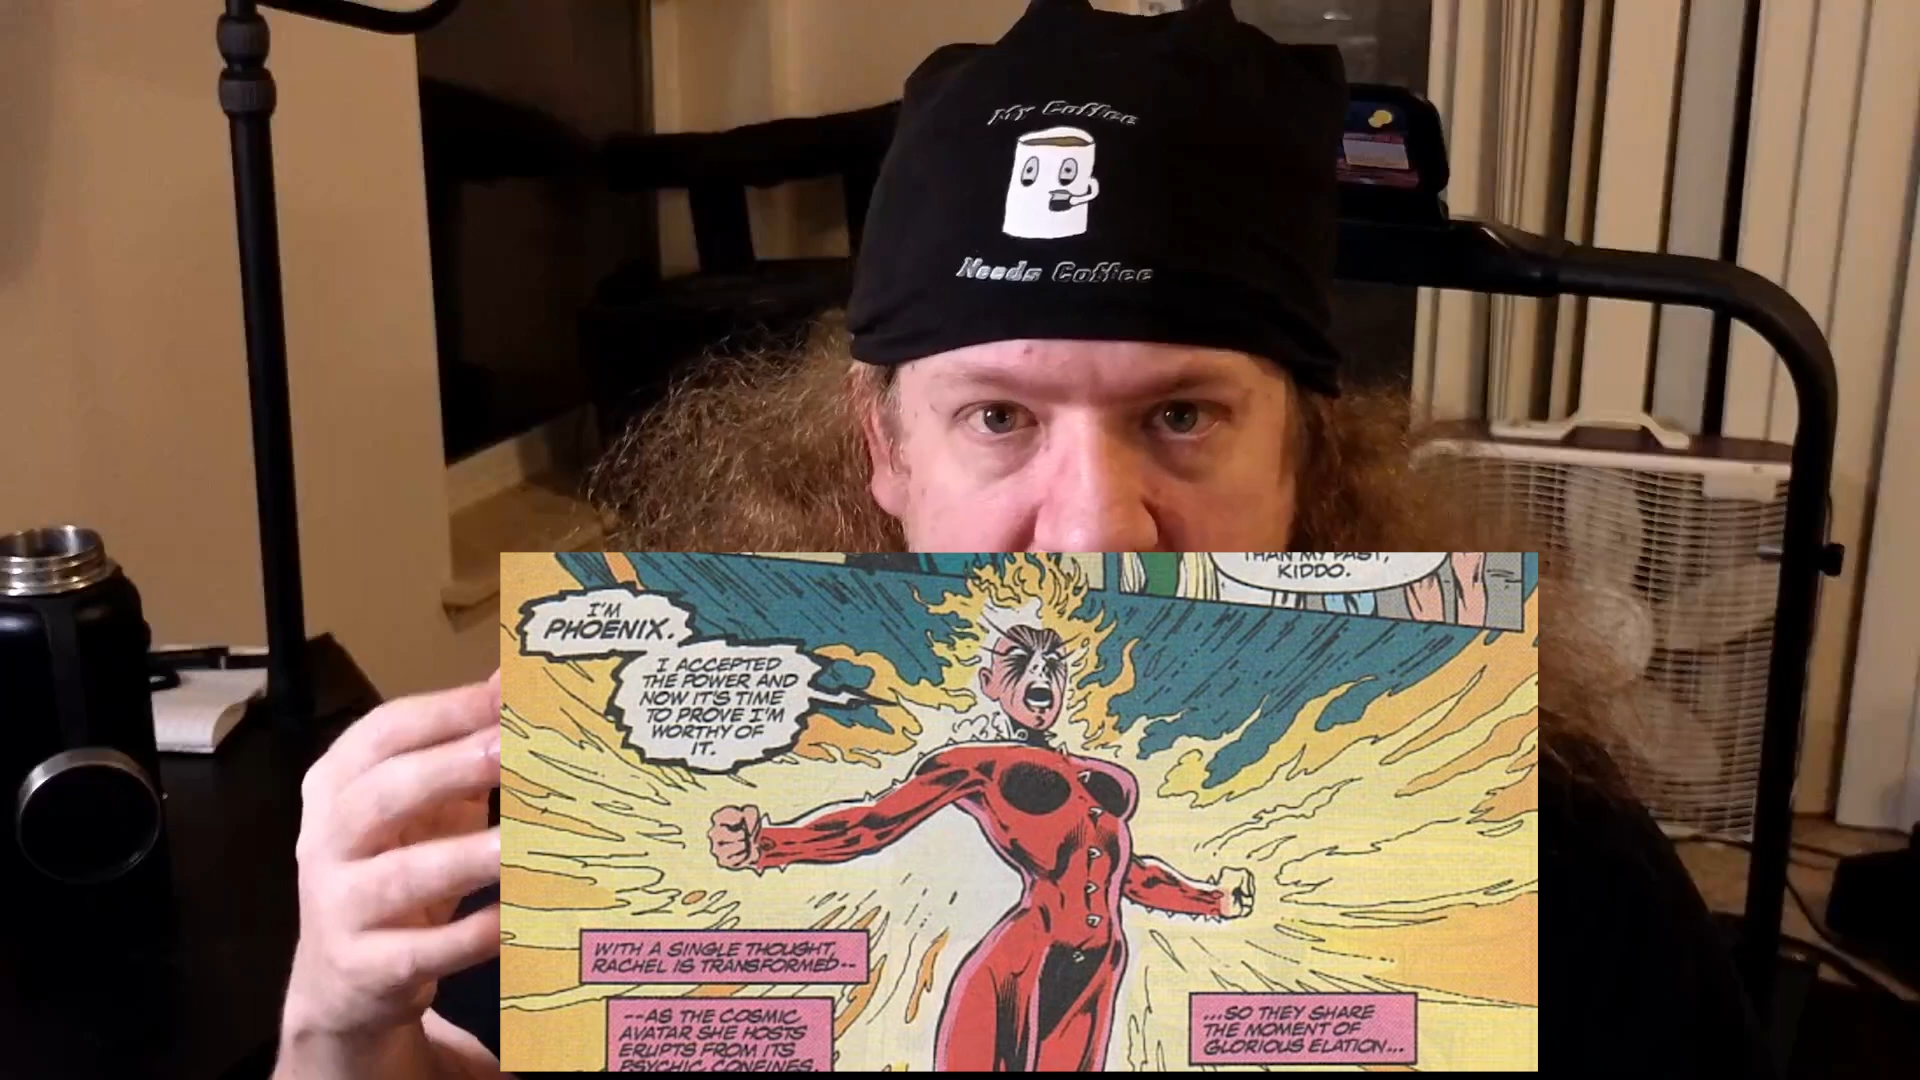 My Coffee
Needs Coffee
THAN MY PAST,
KIDDO.
I'M
PHOENIX.
I ACCEPTED
THE POWER AND
NOW IT'S TIME
TO PROVE I'M
WORTHY OF
IT.
WITH A SINGLE THOUGHT,
RACHEL IS TRANSFORMED--
--AS THE COSMIC
AVATAR SHE HOSTS
ERUPTS FROM ITS
PSYCHIC CONFINES.
...SO THEY SHARE
THE MOMENT OF
GLORIOUS ELATION...